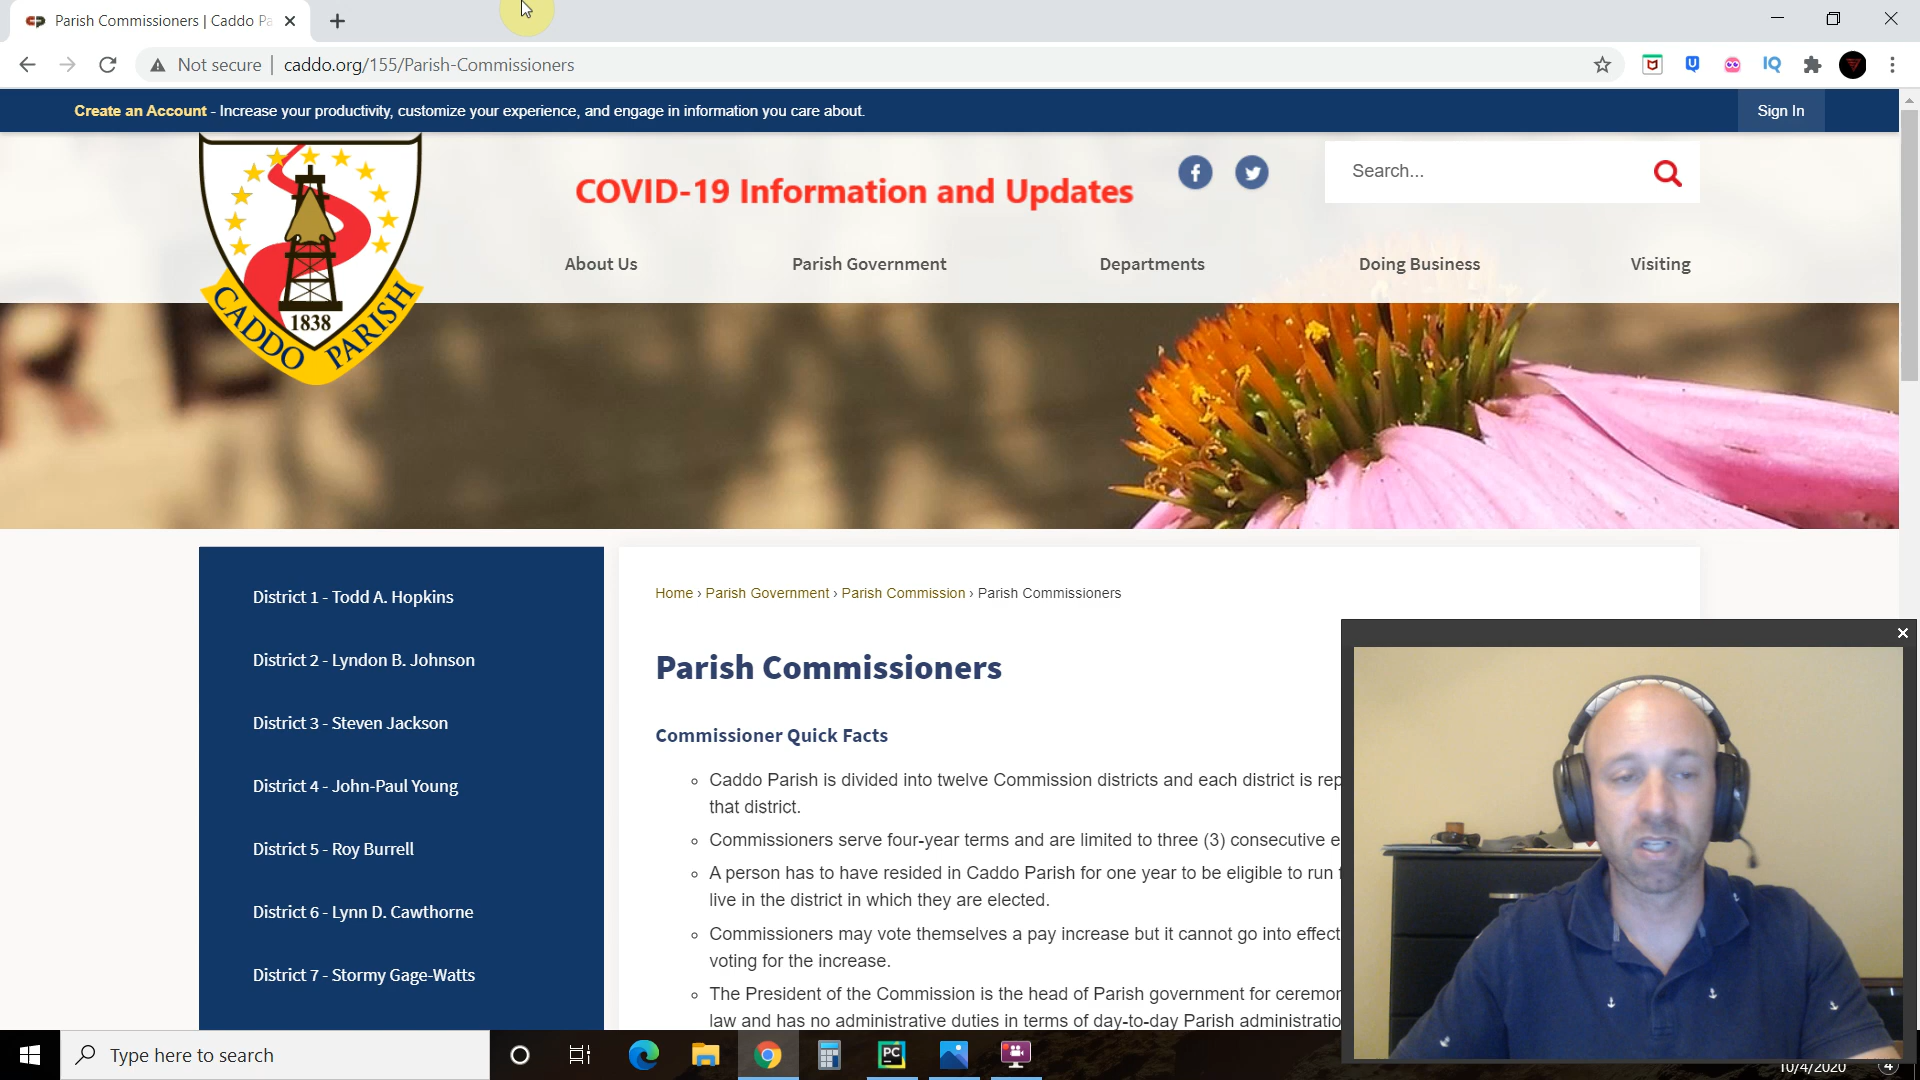 Parish Commissioners | Caddo Pa
Not secure
caddo.org/155/Parish-Commissioners
IQ
Create an Account - Increase your productivity, customize your experience, and engage in information you care about.
Sign In
COVID-19 Information and Updates
Search...
About Us
Parish Government
Departments
Doing Business
Visiting
1838
CADDO PARISH
District 1 - Todd A. Hopkins
District 2 - Lyndon B. Johnson
District 3 - Steven Jackson
District 4 - John-Paul Young
District 5 - Roy Burrell
District 6 - Lynn D. Cawthorne
District 7 - Stormy Gage-Watts
Home › Parish Government › Parish Commission › Parish Commissioners
Parish Commissioners
Commissioner Quick Facts
Caddo Parish is divided into twelve Commission districts and each district is rep
that district.
Commissioners serve four-year terms and are limited to three (3) consecutive e
A person has to have resided in Caddo Parish for one year to be eligible to run
live in the district in which they are elected.
Commissioners may vote themselves a pay increase but it cannot go into effect
voting for the increase.
The President of the Commission is the head of Parish government for ceremon
law and has no administrative duties in terms of day-to-day Parish administratio
Type here to search
PC
10/4/2020
4